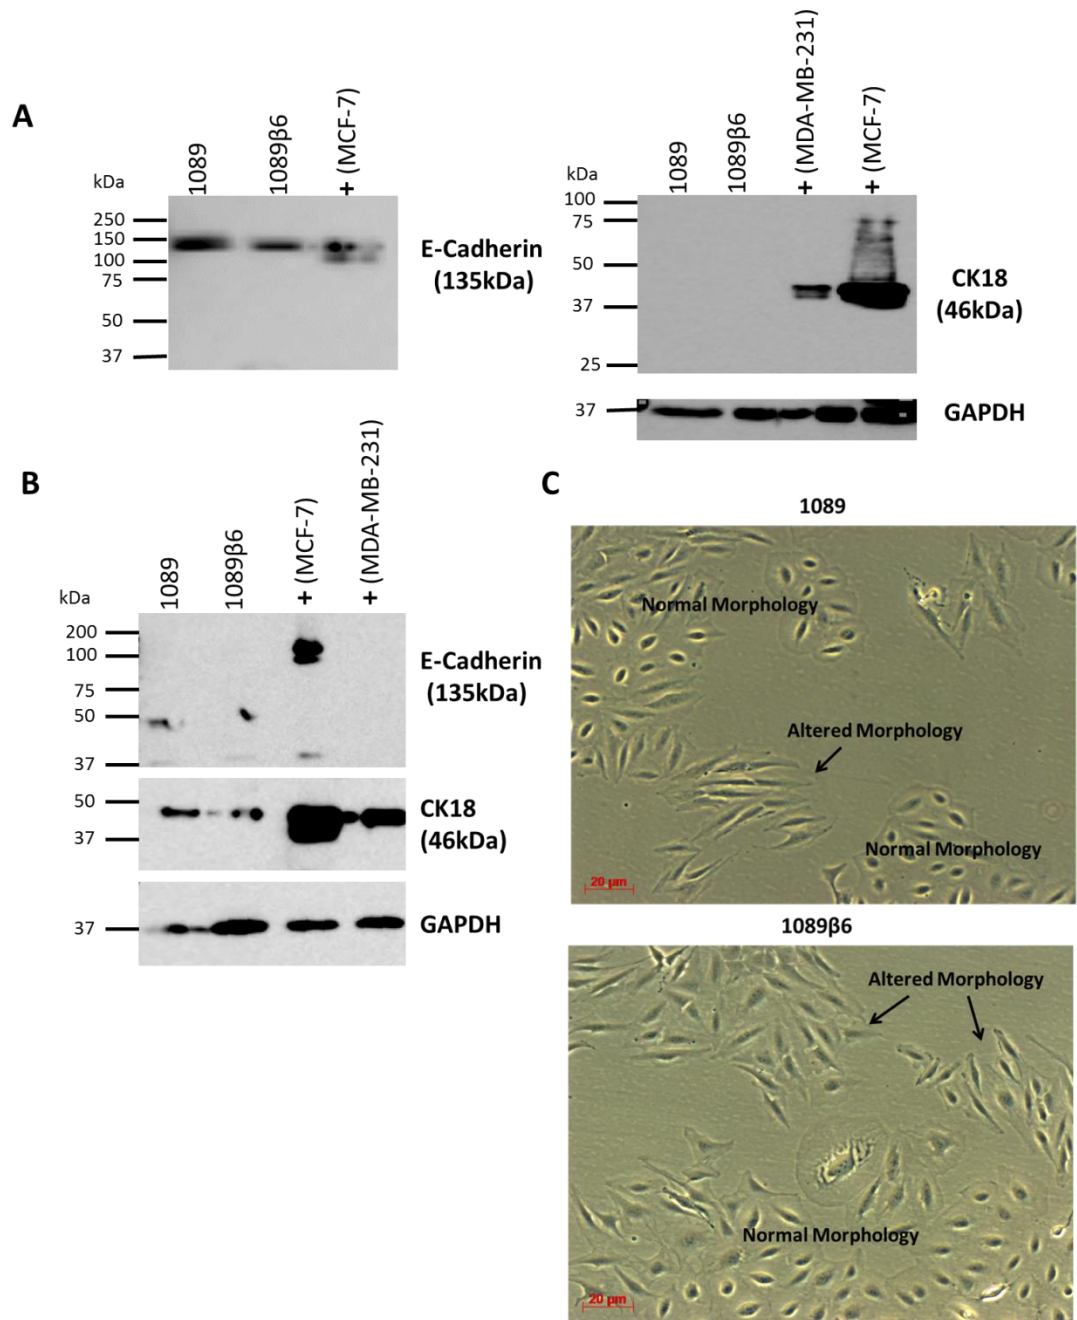 A
1089
1089β6
+ (MCF-7)
kDa
250
150
100
75
50
37
E-Cadherin
(135kDa)
1089
1089β6
+ (MDA-MB-231)
+ (MCF-7)
kDa
100
75
50
37
25
CK18
(46kDa)
37
GAPDH
B
1089
1089β6
+ (MCF-7)
+ (MDA-MB-231)
kDa
200
100
75
50
37
E-Cadherin
(135kDa)
50
37
CK18
(46kDa)
37
GAPDH
C
1089
Normal Morphology
Altered Morphology
Normal Morphology
20 µm
1089β6
Altered Morphology
Normal Morphology
20 µm